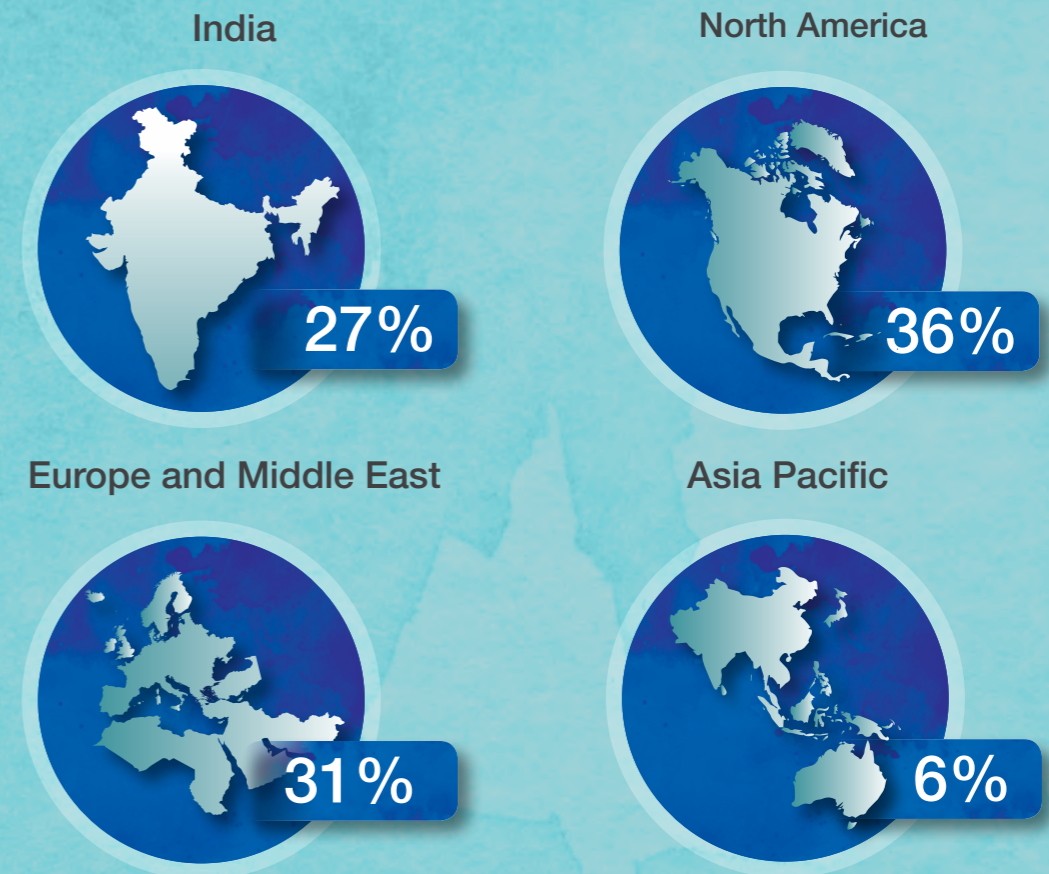 India
North America
27%
36%
Europe and Middle East
Asia Pacific
31%
6%